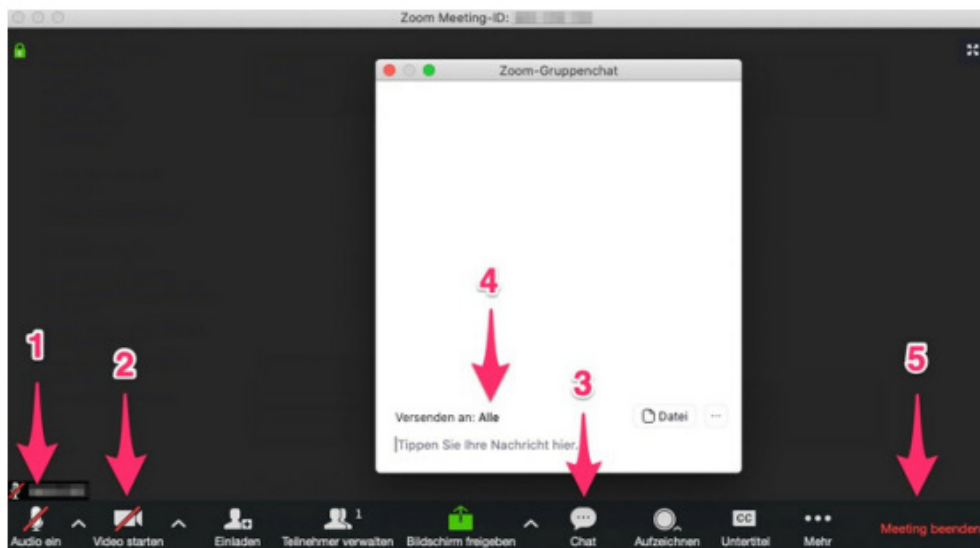 Zoom Meeting-ID:
Zoom-Gruppenchat
4
1
2
3
5
Versenden an: Alle
Datei
Tippen Sie Ihre Nachricht hier.
1
CC
Audio ein
Video starten
Einladen
Teilnehmer verwalten
Bildschirm freigeben
Chat
Aufzeichnen
Untertitel
Mehr
Meeting beenden